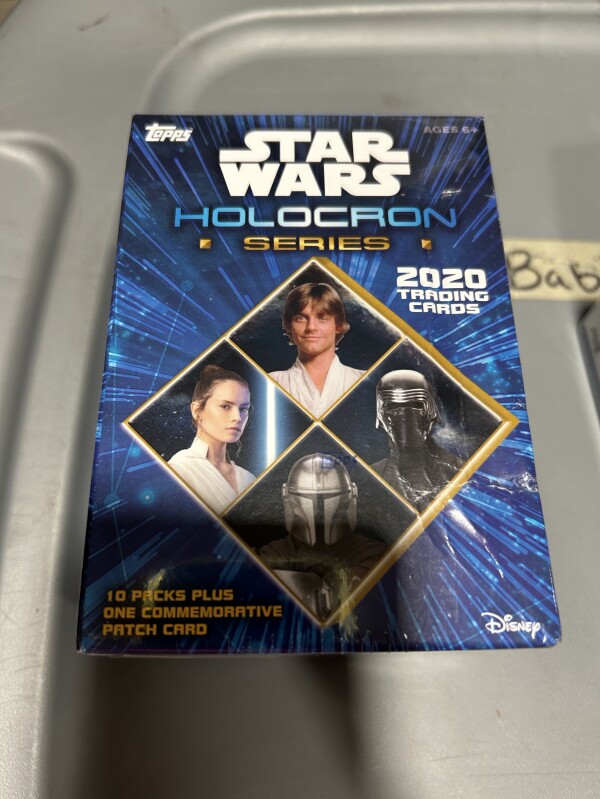 Topps
AGES 6+
STAR
WARS
HOLOCRON
SERIES
2020
TRADING
CARDS
Bab
10 PACKS PLUS
ONE COMMEMORATIVE
PATCH CARD
Disney